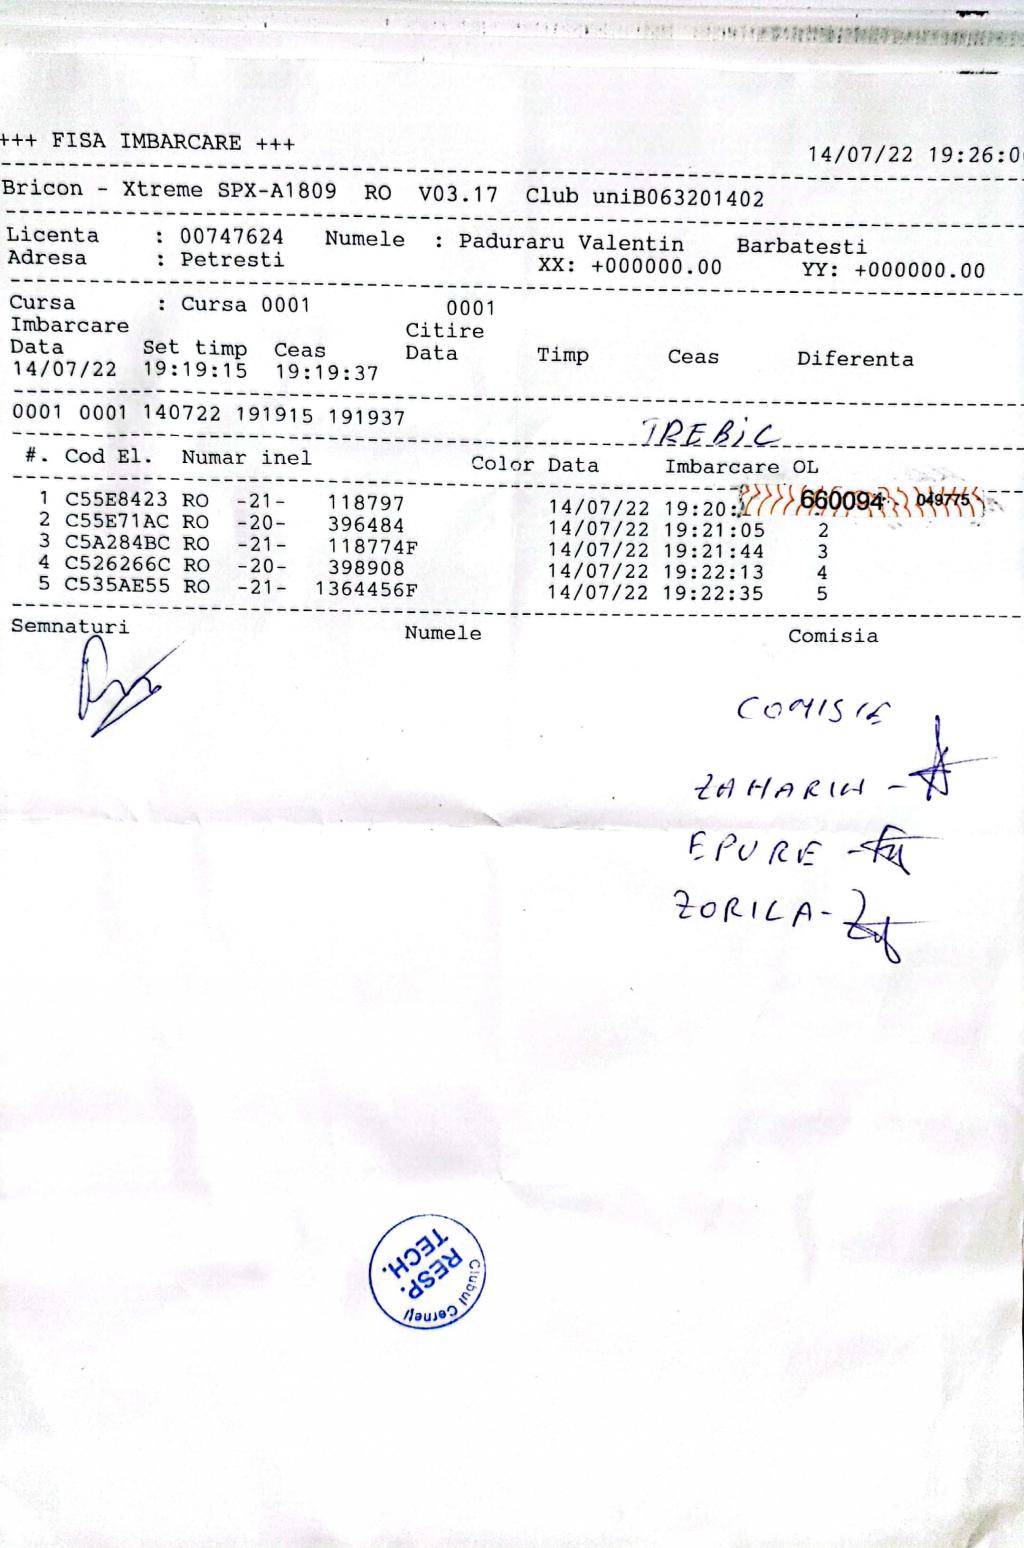 +++ FISA IMBARCARE +++
14/07/22 19:26:0
Bricon - Xtreme SPX-A1809 RO V03.17 Club uniB063201402
Licenta : 00747624 Numele : Paduraru Valentin Barbatesti
Adresa : Petresti XX: +000000.00 YY: +000000.00
Cursa : Cursa 0001 0001
Imbarcare Citire
Data Set timp Ceas Data Timp Ceas Diferenta
14/07/22 19:19:15 19:19:37
0001 0001 140722 191915 191937
TREBIC
#. Cod El. Numar inel Color Data Imbarcare OL
1 C55E8423 RO -21- 118797 14/07/22 19:20: 660094 049775
2 C55E71AC RO -20- 396484 14/07/22 19:21:05 2
3 C5A284BC RO -21- 118774F 14/07/22 19:21:44 3
4 C526266C RO -20- 398908 14/07/22 19:22:13 4
5 C535AE55 RO -21- 1364456F 14/07/22 19:22:35 5
Semnaturi Numele Comisia
COMISIE
ZAHARIA -
EPURE -
ZORILA -
RESP.
TECH.
Clubul Cerneți